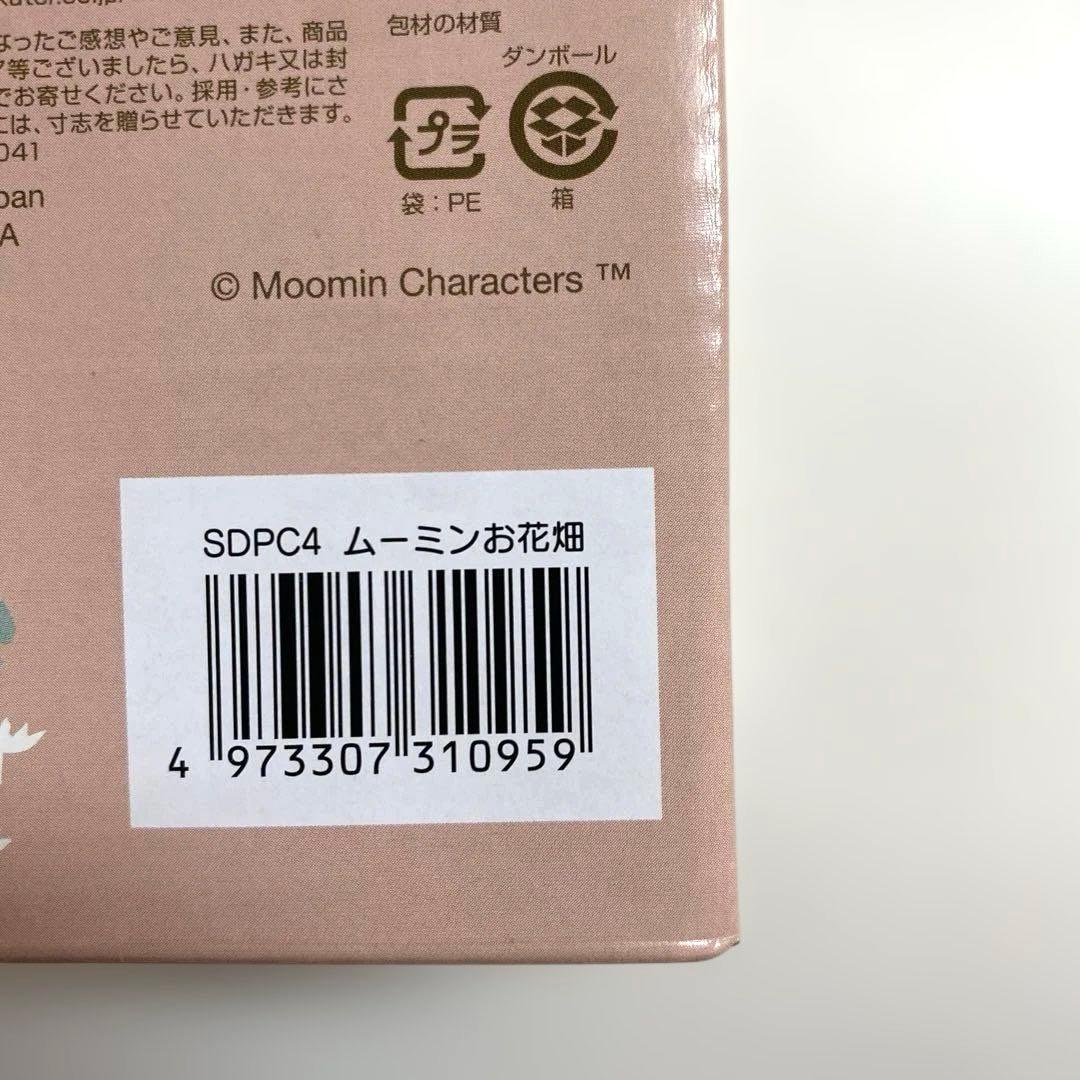 なったご感想やご意見、また、商品
等ございましたら、ハガキ又は封
でお寄せください。採用・参考にさ
には、寸志を贈らせていただきます。
041
包材の材質
ダンボール
プラ
袋：PE
箱
© Moomin Characters ™
SDPC4 ムーミンお花畑
4 973307 310959